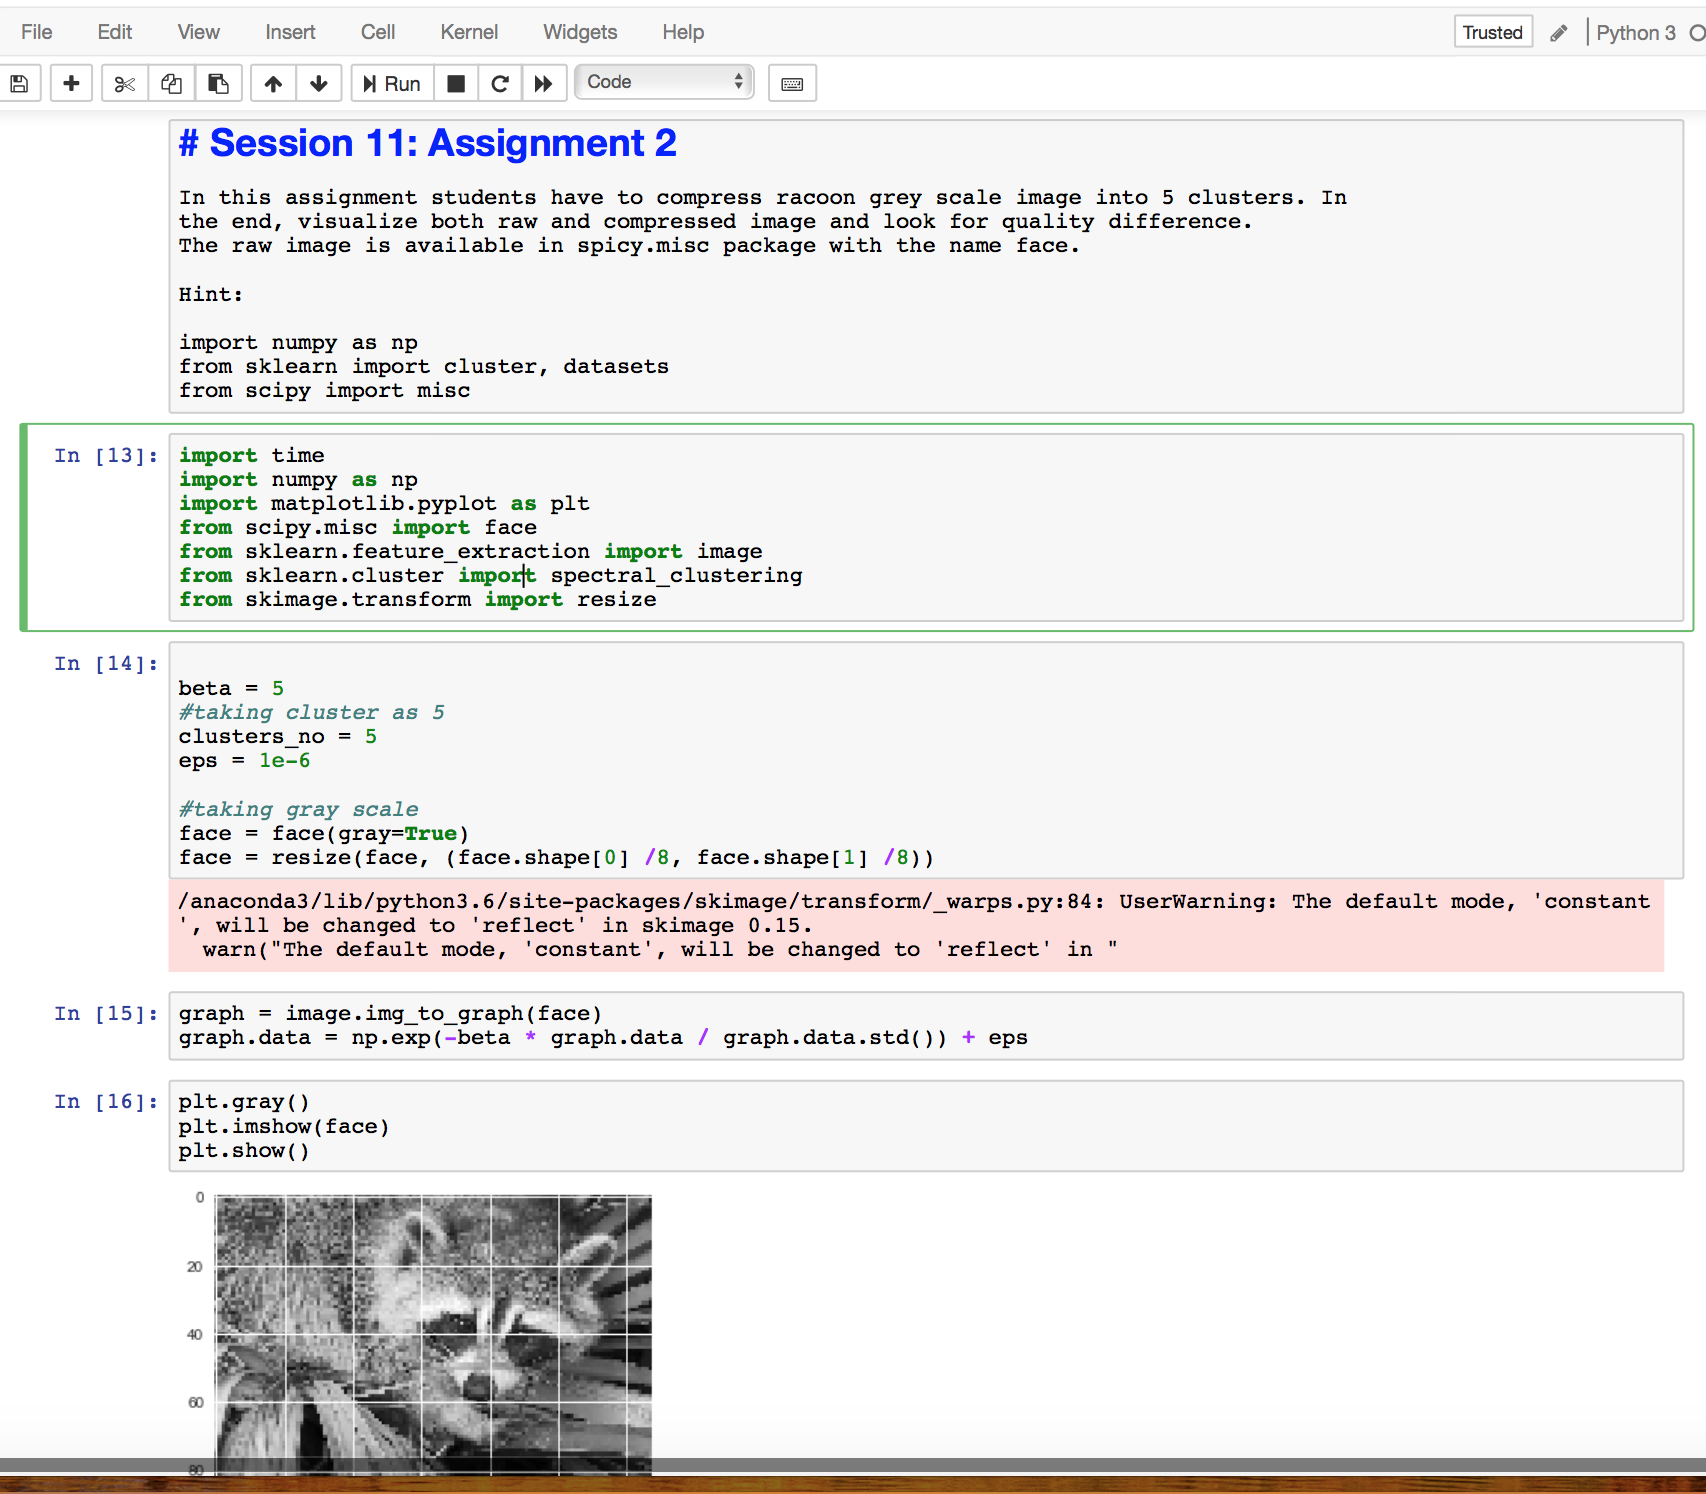 File Edit View Insert Cell Kernel Widgets Help Trusted Python 3
Run Code
# Session 11: Assignment 2
In this assignment students have to compress racoon grey scale image into 5 clusters. In
the end, visualize both raw and compressed image and look for quality difference.
The raw image is available in spicy.misc package with the name face.
Hint:
import numpy as np
from sklearn import cluster, datasets
from scipy import misc
In [13]:
import time
import numpy as np
import matplotlib.pyplot as plt
from scipy.misc import face
from sklearn.feature_extraction import image
from sklearn.cluster import spectral_clustering
from skimage.transform import resize
In [14]:
beta = 5
#taking cluster as 5
clusters_no = 5
eps = 1e-6
#taking gray scale
face = face(gray=True)
face = resize(face, (face.shape[0] /8, face.shape[1] /8))
/anaconda3/lib/python3.6/site-packages/skimage/transform/_warps.py:84: UserWarning: The default mode, 'constant
', will be changed to 'reflect' in skimage 0.15.
warn("The default mode, 'constant', will be changed to 'reflect' in "
In [15]:
graph = image.img_to_graph(face)
graph.data = np.exp(-beta * graph.data / graph.data.std()) + eps
In [16]:
plt.gray()
plt.imshow(face)
plt.show()
0
20
40
60
80